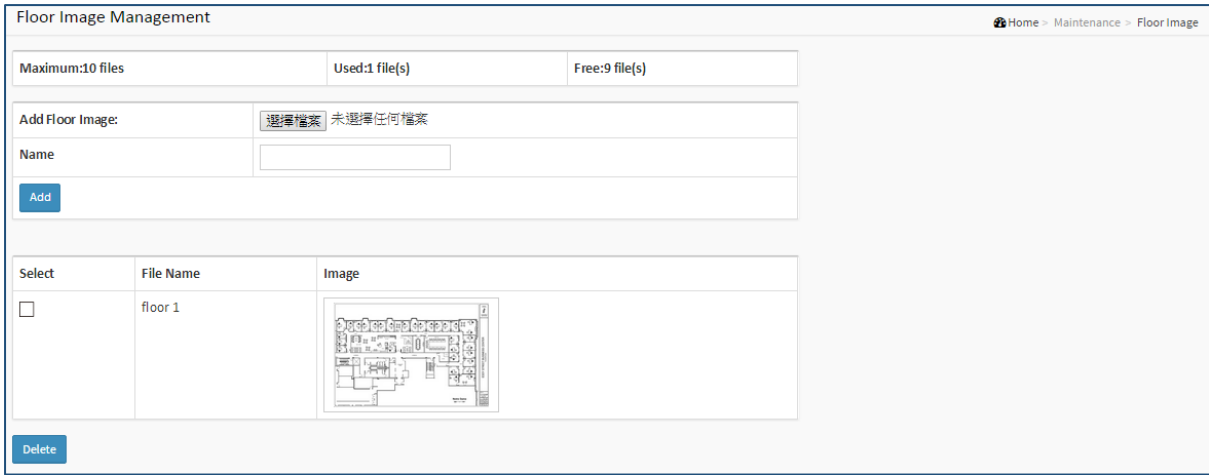 Floor Image Management
Home > Maintenance > Floor Image
Maximum:10 files Used:1 file(s) Free:9 file(s)
Add Floor Image: 選擇檔案 未選擇任何檔案
Name
Add
Select File Name Image
floor 1
Delete